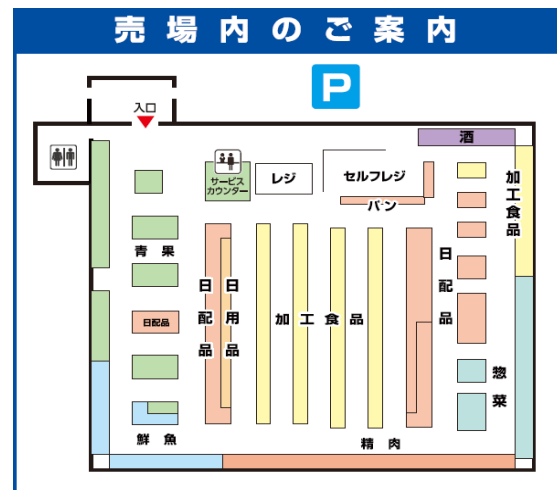 売場内のご案内
P
入口
サービス
カウンター
レジ
セルフレジ
酒
パン
加工食品
青果
日配品
日用品
加工食品
日配品
日配品
惣菜
鮮魚
精肉